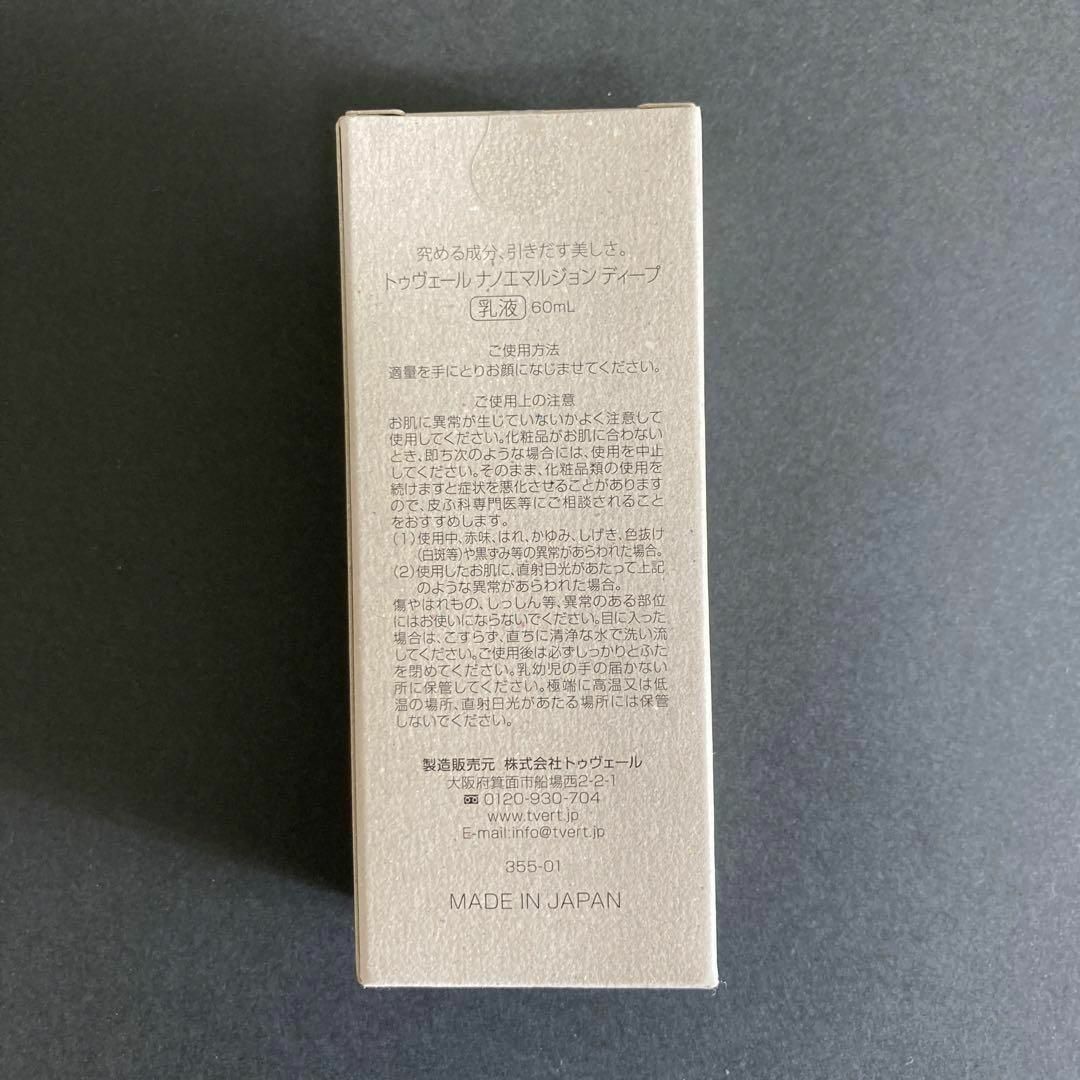 究める成分、引きだす美しさ。
トゥヴェール ナノエマルジョン ディープ
乳液 60mL
ご使用方法
適量を手にとりお顔になじませてください。
ご使用上の注意
お肌に異常が生じていないかよく注意して
使用してください。化粧品がお肌に合わない
とき、即ち次のような場合には、使用を中止
してください。そのまま、化粧品類の使用を
続けますと症状を悪化させることがあります
ので、皮ふ科専門医等にご相談されること
をおすすめします。
(1)使用中、赤味、はれ、かゆみ、しげき、色抜け
(白斑等)や黒ずみ等の異常があらわれた場合。
(2)使用したお肌に、直射日光があたって上記
のような異常があらわれた場合。
傷やはれもの、しっしん等、異常のある部位
にはお使いにならないでください。目に入った
場合は、こすらず、直ちに清浄な水で洗い流
してください。ご使用後は必ずしっかりとふた
を閉めてください。乳幼児の手の届かない
所に保管してください。極端に高温又は低
温の場所、直射日光があたる場所には保管
しないでください。
製造販売元 株式会社トゥヴェール
大阪府箕面市船場西2-2-1
0120-930-704
www.tvert.jp
E-mail:info@tvert.jp
355-01
MADE IN JAPAN